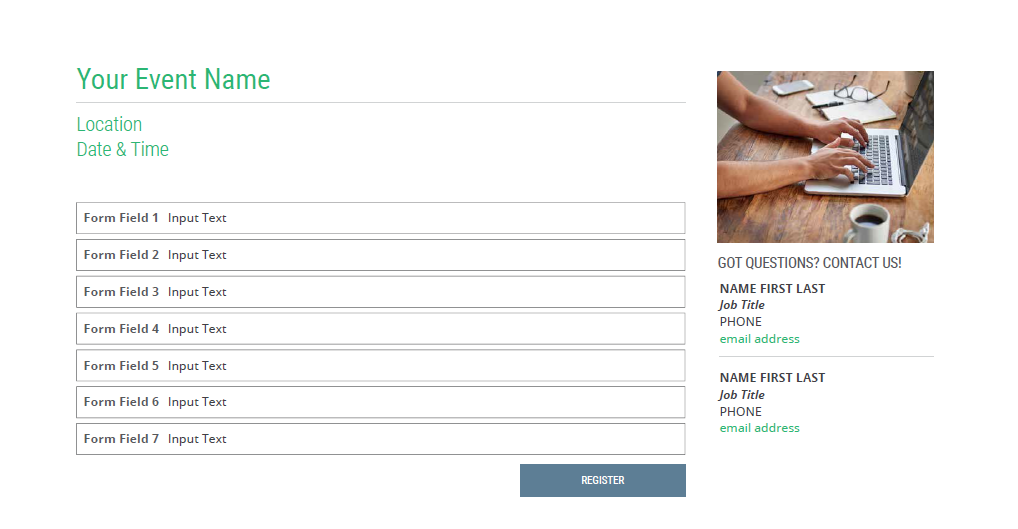 Your Event Name
Location
Date & Time
Form Field 1 Input Text
Form Field 2 Input Text
Form Field 3 Input Text
Form Field 4 Input Text
Form Field 5 Input Text
Form Field 6 Input Text
Form Field 7 Input Text
REGISTER
GOT QUESTIONS? CONTACT US!
NAME FIRST LAST
Job Title
PHONE
email address
NAME FIRST LAST
Job Title
PHONE
email address